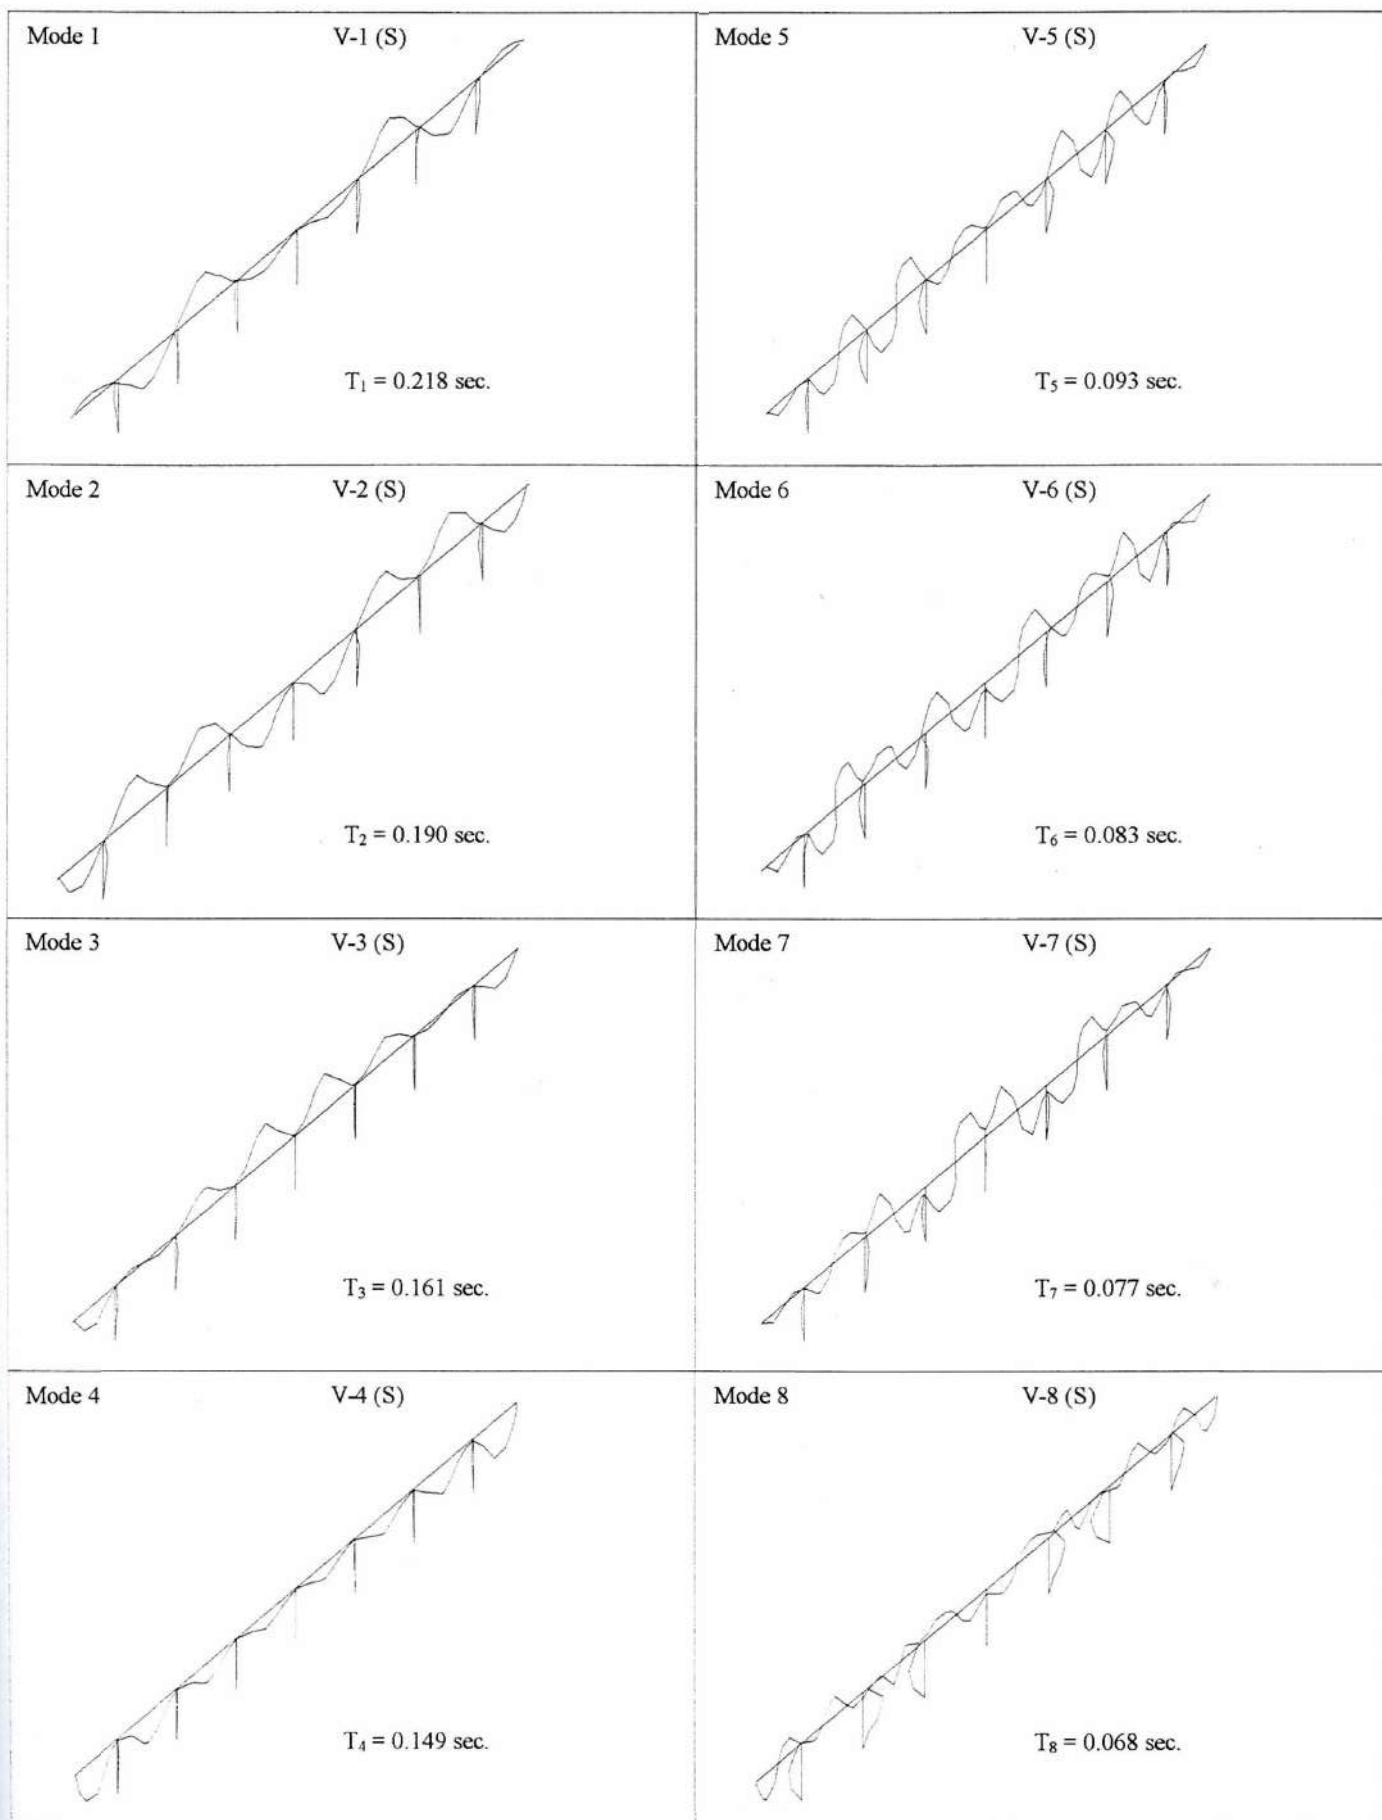 Mode 1 V-1 (S)
T₁ = 0.218 sec.
Mode 2 V-2 (S)
T₂ = 0.190 sec.
Mode 3 V-3 (S)
T₃ = 0.161 sec.
Mode 4 V-4 (S)
T₄ = 0.149 sec.
Mode 5 V-5 (S)
T₅ = 0.093 sec.
Mode 6 V-6 (S)
T₆ = 0.083 sec.
Mode 7 V-7 (S)
T₇ = 0.077 sec.
Mode 8 V-8 (S)
T₈ = 0.068 sec.